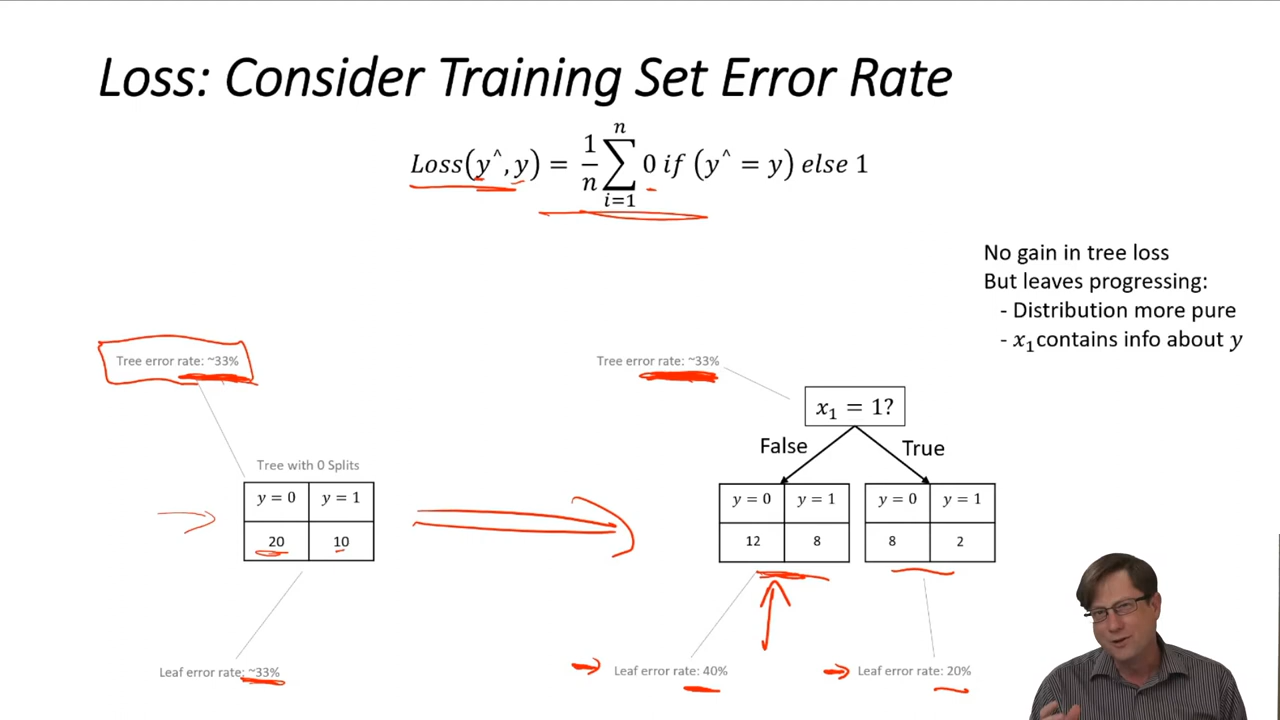 Loss: Consider Training Set Error Rate
Loss(y^, y) = 1/n ∑ i=1 n 0 if (y^ = y) else 1
No gain in tree loss
But leaves progressing:
- Distribution more pure
- x₁ contains info about y
Tree error rate: ~33%
Tree error rate: ~33%
x₁ = 1?
False True
Tree with 0 Splits
y = 0 y = 1
20 10
y = 0 y = 1
12 8
y = 0 y = 1
8 2
Leaf error rate: ~33%
Leaf error rate: 40%
Leaf error rate: 20%